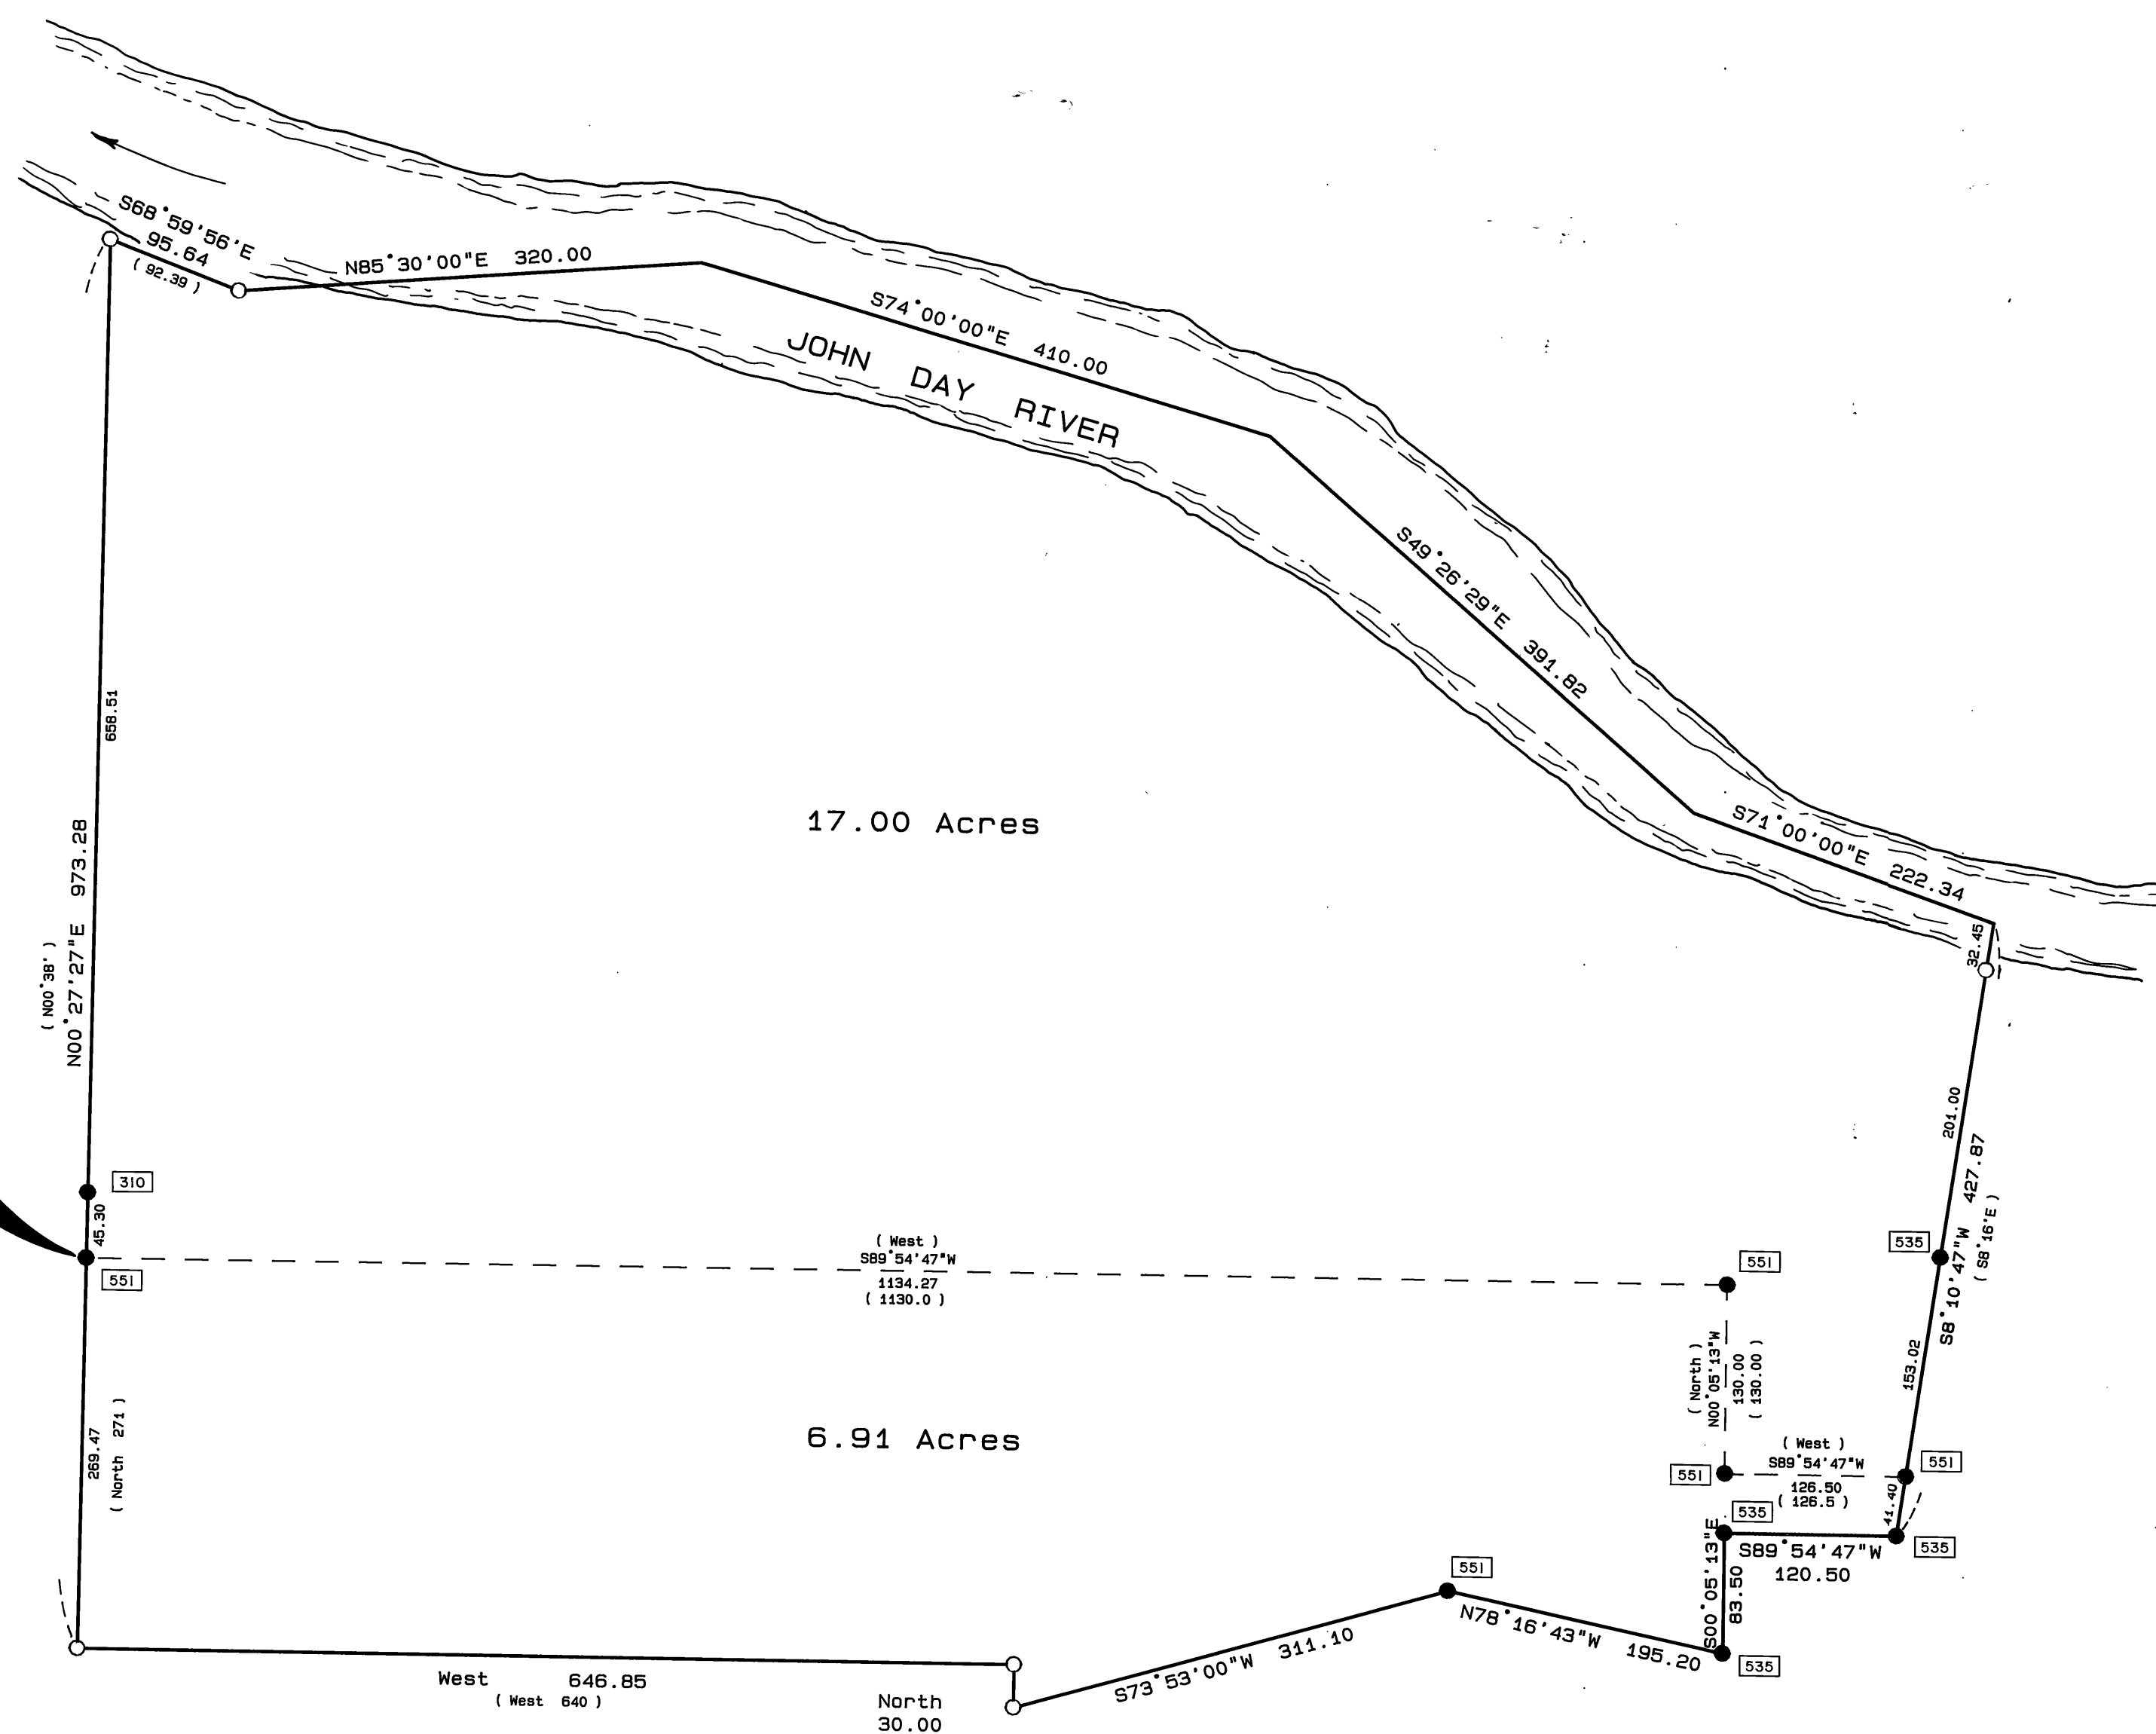 S68°59'56'E
95.64
( 92.39 )
N85°30'00"E 320.00
S74°00'00"E 410.00
JOHN DAY RIVER
S49°26'29"E 391.82
S71°00'00"E 222.34
32.45
658.51
17.00 Acres
N00°27'27"E 973.28
( N00°38' )
201.00
S8°10'47"W 427.87
( S8°16'E )
310
45.30
551
( West )
S89°54'47"W
1134.27
( 1130.0 )
551
535
( North )
N00°05'13"W
130.00
( 130.00 )
153.02
269.47
( North 271 )
6.91 Acres
( West )
S89°54'47"W
126.50
( 126.5 )
551
551
41.40
535
535
S89°54'47"W
120.50
S00°05'13"E
83.50
551
N78°16'43"W 195.20
535
S73°53'00"W 311.10
West 646.85
( West 640 )
North
30.00